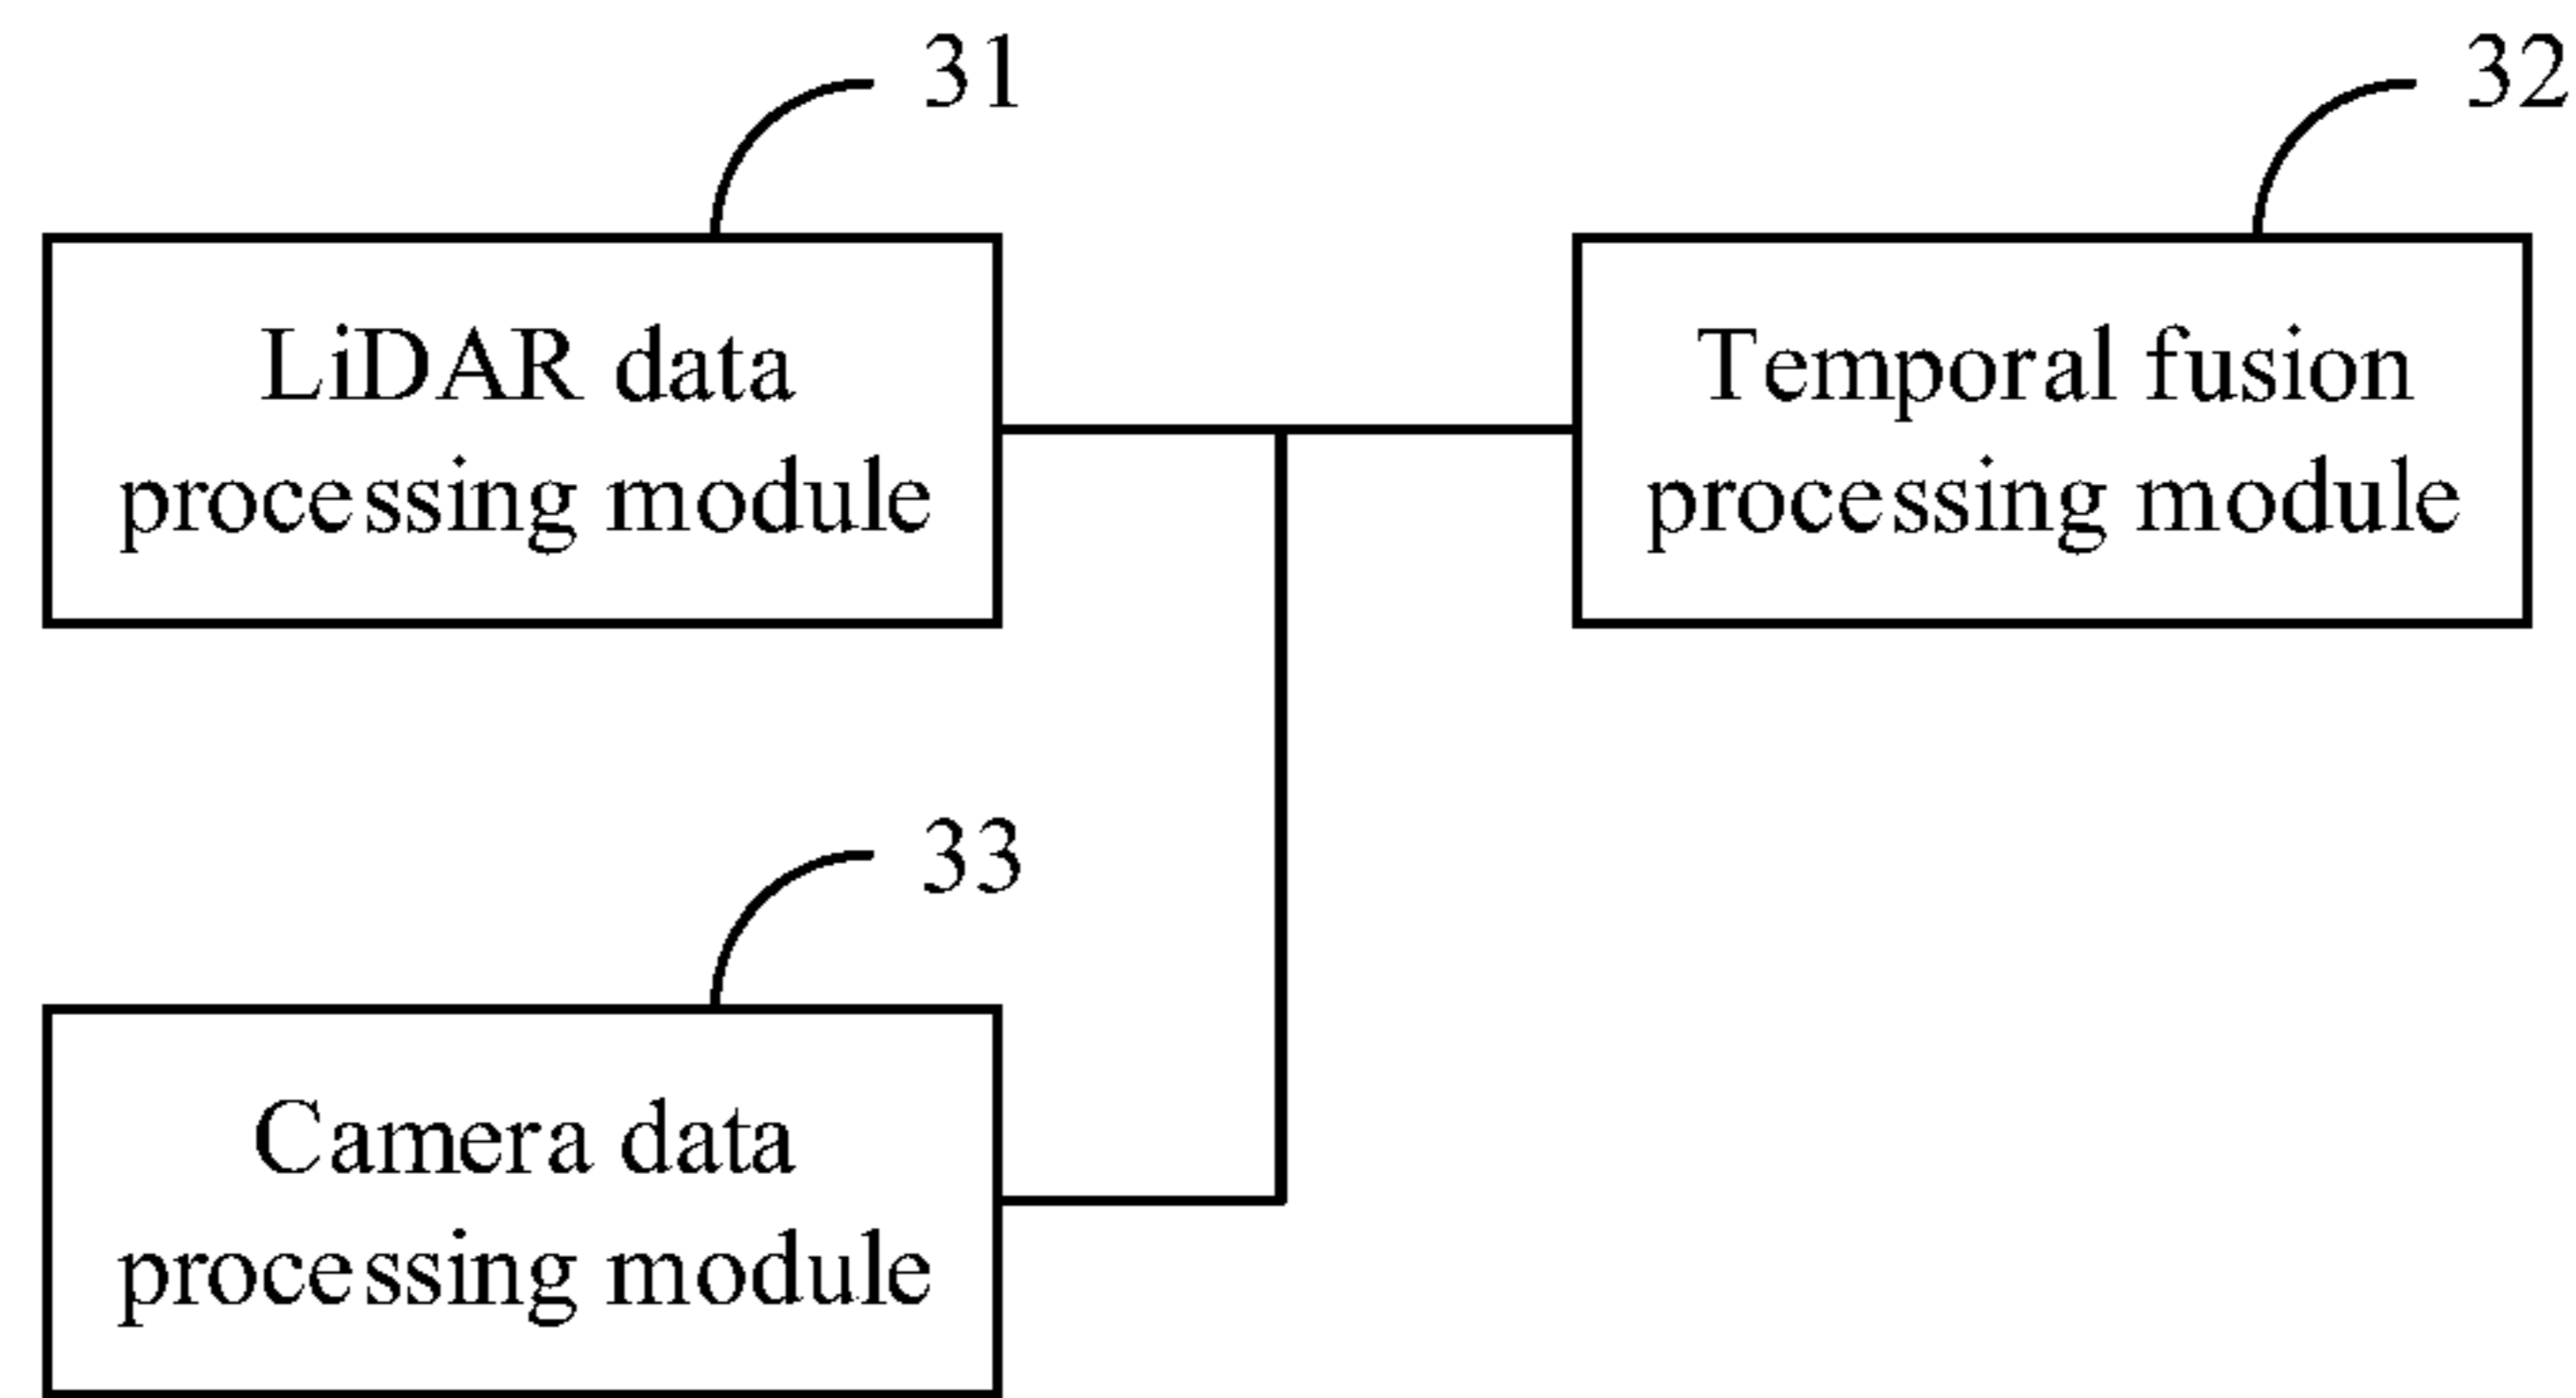 31
32
LiDAR data
processing module
Temporal fusion
processing module
33
Camera data
processing module